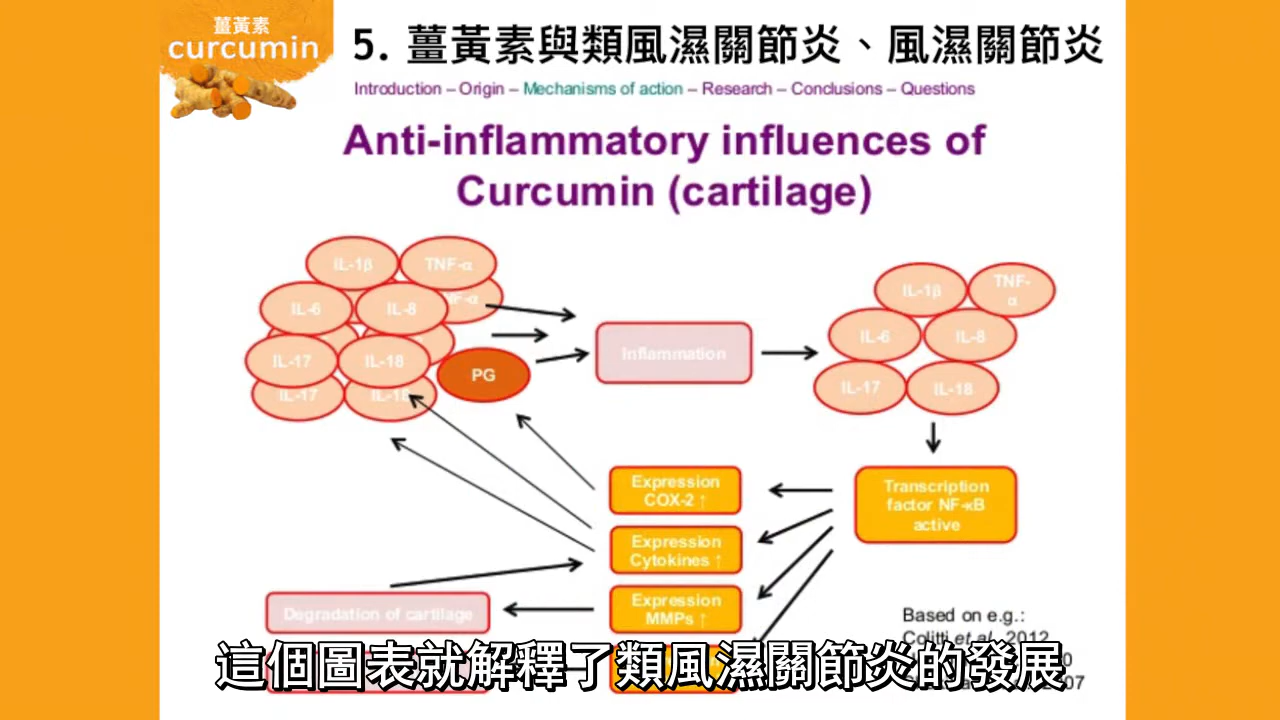 薑黃素
curcumin
5. 薑黃素與類風濕關節炎、風濕關節炎
Introduction – Origin – Mechanisms of action – Research – Conclusions – Questions
Anti-inflammatory influences of
Curcumin (cartilage)
IL-1β
TNF-α
IL-6
IL-8
IL-17
IL-18
PG
IL-17
IL-18
Inflammation
IL-1β
TNF-
α
IL-6
IL-8
IL-17
IL-18
Expression
COX-2 ↑
Transcription
factor NF-κB
active
Expression
Cytokines ↑
Expression
MMPs ↑
Degradation of cartilage
Based on e.g.:
Colitti et al., 2012
這個圖表就解釋了類風濕關節炎的發展